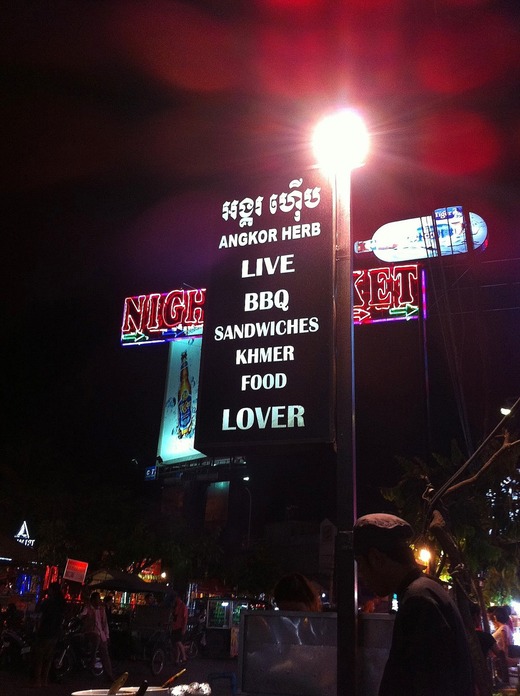 អង្គរ ហឺប
ANGKOR HERB
LIVE
BBQ
SANDWICHES
KHMER
FOOD
LOVER
NIGH
KET